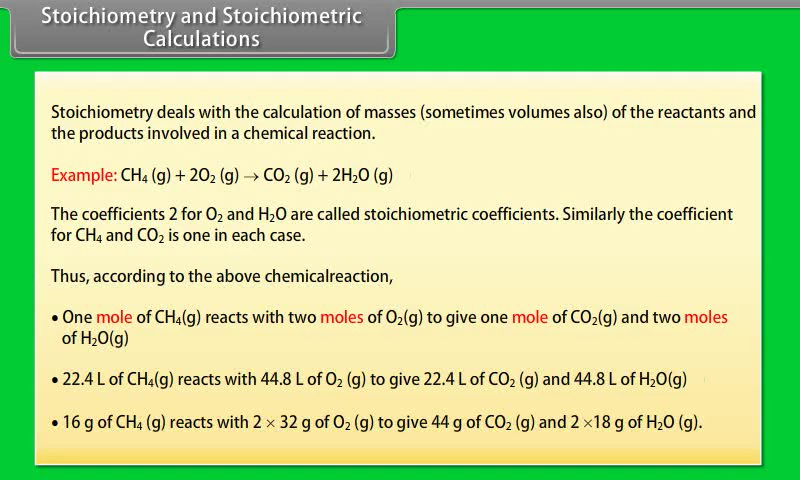 Stoichiometry and Stoichiometric
Calculations
Stoichiometry deals with the calculation of masses (sometimes volumes also) of the reactants and
the products involved in a chemical reaction.
Example: CH₄ (g) + 2O₂ (g) → CO₂ (g) + 2H₂O (g)
The coefficients 2 for O₂ and H₂O are called stoichiometric coefficients. Similarly the coefficient
for CH₄ and CO₂ is one in each case.
Thus, according to the above chemicalreaction,
• One mole of CH₄(g) reacts with two moles of O₂(g) to give one mole of CO₂(g) and two moles
of H₂O(g)
• 22.4 L of CH₄(g) reacts with 44.8 L of O₂ (g) to give 22.4 L of CO₂ (g) and 44.8 L of H₂O(g)
• 16 g of CH₄ (g) reacts with 2 × 32 g of O₂ (g) to give 44 g of CO₂ (g) and 2 ×18 g of H₂O (g).